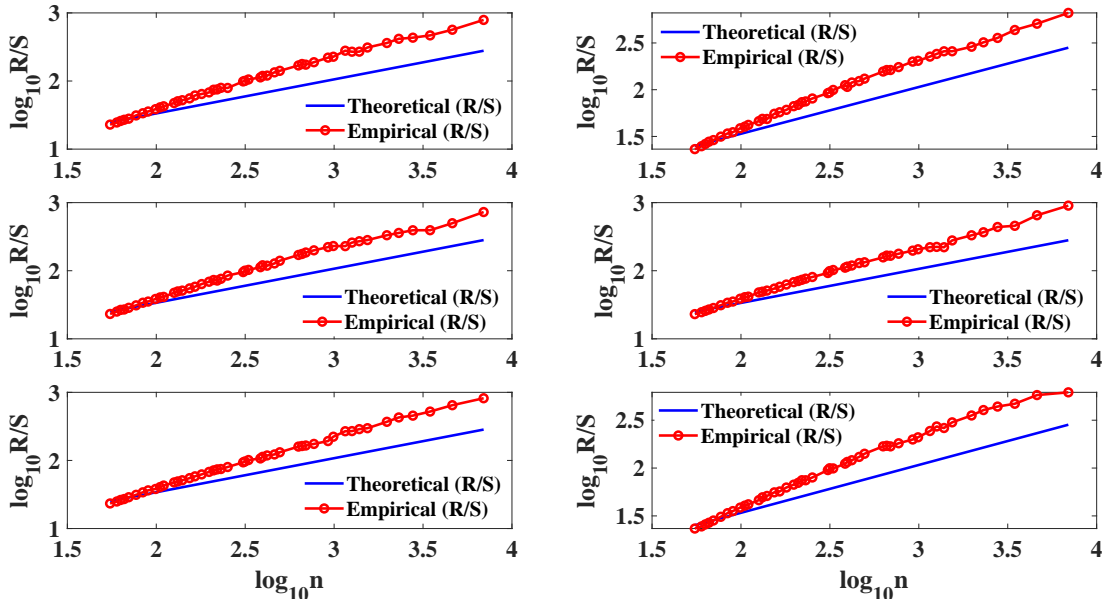 3
log10R/S
2
1
Theoretical (R/S)
Empirical (R/S)
1.5 2 2.5 3 3.5 4
log10R/S
2.5
2
1.5
Theoretical (R/S)
Empirical (R/S)
1.5 2 2.5 3 3.5 4
3
log10R/S
2
1
Theoretical (R/S)
Empirical (R/S)
1.5 2 2.5 3 3.5 4
3
log10R/S
2
1
Theoretical (R/S)
Empirical (R/S)
1.5 2 2.5 3 3.5 4
3
log10R/S
2
1
Theoretical (R/S)
Empirical (R/S)
1.5 2 2.5 3 3.5 4
log10n
log10R/S
2.5
2
1.5
Theoretical (R/S)
Empirical (R/S)
1.5 2 2.5 3 3.5 4
log10n